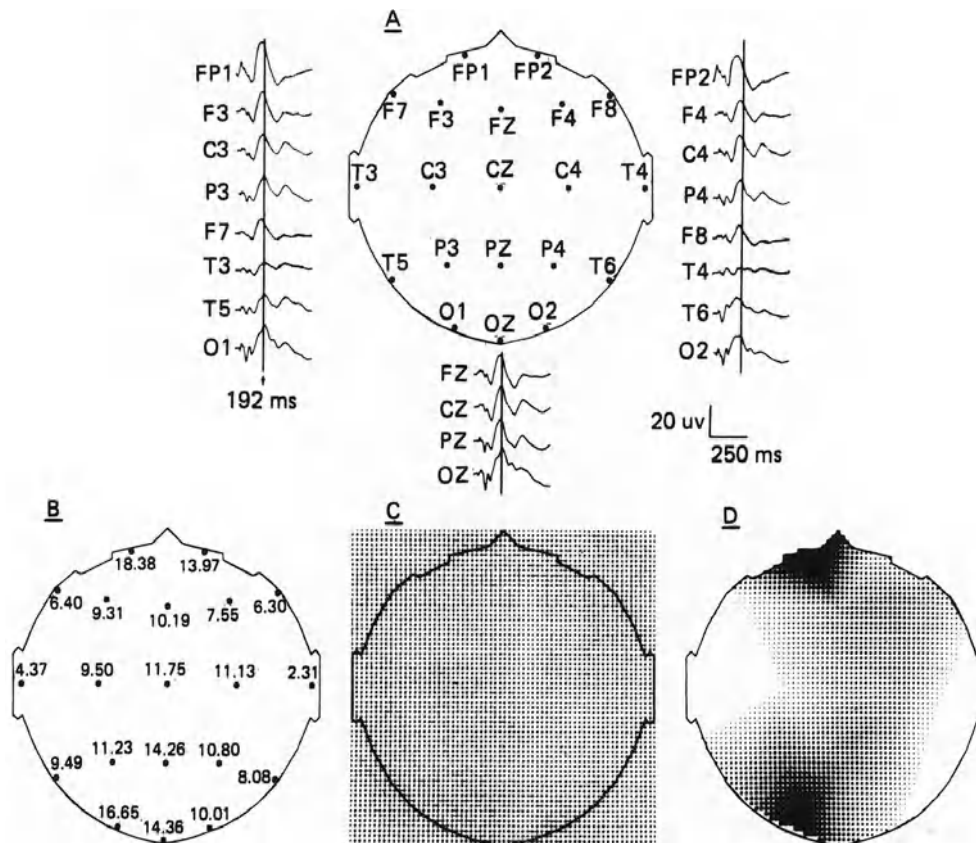 A
FP1
F3
C3
P3
F7
T3
T5
O1
192 ms
FP1 FP2
F7 F3 FZ F4 F8
T3 C3 CZ C4 T4
T5 P3 PZ P4 T6
O1 OZ O2
FZ
CZ
PZ
OZ
FP2
F4
C4
P4
F8
T4
T6
O2
20 uv
250 ms
B
18.38 13.97
6.40 9.31 10.19 7.55 6.30
4.37 9.50 11.75 11.13 2.31
9.49 11.23 14.26 10.80 8.08
16.65 14.36 10.01
C
D